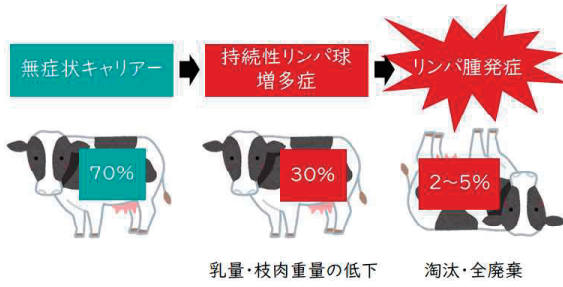 無症状キャリアー
持続性リンパ球
増多症
リンパ腫発症
70%
30%
2~5%
乳量・枝肉重量の低下
淘汰・全廃棄